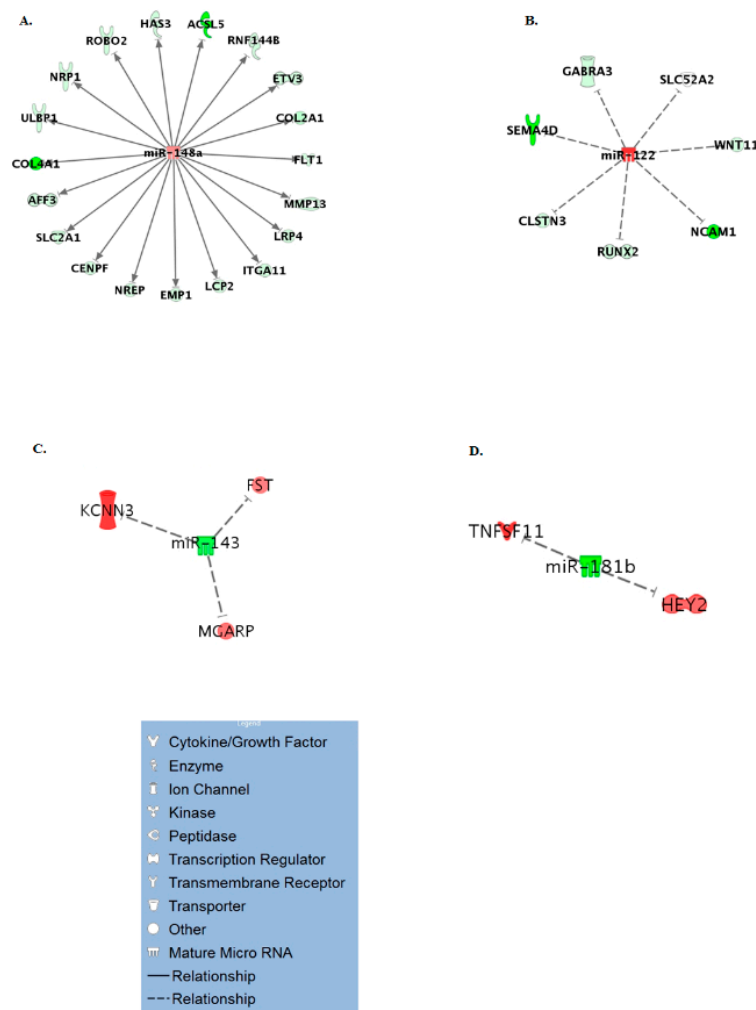 A.
HAS3
ACSL5
ROBO2
RNF144B
NRP1
ETV3
ULBP1
COL2A1
miR-148a
COL4A1
FLT1
AFF3
MMP13
SLC2A1
LRP4
CENPF
ITGA11
NREP
EMP1
LCP2
B.
GABRA3
SLC52A2
SEMA4D
WNT11
miR-122
CLSTN3
NCAM1
RUNX2
C.
FST
KCNN3
miR-143
MGARP
D.
TNFSF11
miR-181b
HEY2
Legend
Cytokine/Growth Factor
Enzyme
Ion Channel
Kinase
Peptidase
Transcription Regulator
Transmembrane Receptor
Transporter
Other
Mature Micro RNA
Relationship
Relationship